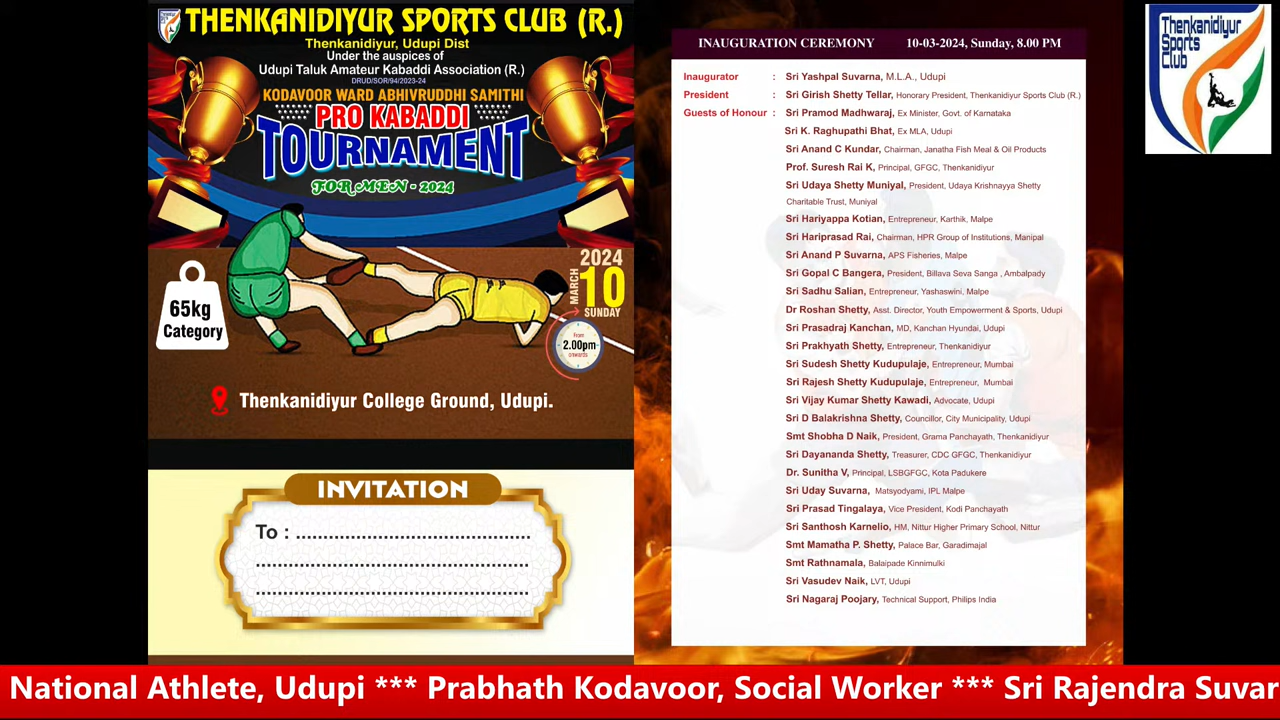 THENKANIDIYUR SPORTS CLUB (R.)
Thenkanidiyur, Udupi Dist
Under the auspices of
Udupi Taluk Amateur Kabaddi Association (R.)
DRUD/SOR/94/2023-24
KODAVOOR WARD ABHIVRUDDHI SAMITHI
PRO KABADDI
TOURNAMENT
FOR MEN - 2024
65kg
Category
2024
MARCH
10
SUNDAY
From
2.00pm
onwards
Thenkanidiyur College Ground, Udupi.
INVITATION
To : ..........................................
................................................
................................................
INAUGURATION CEREMONY 10-03-2024, Sunday, 8.00 PM
Inaugurator : Sri Yashpal Suvarna, M.L.A., Udupi
President : Sri Girish Shetty Tellar, Honorary President, Thenkanidiyur Sports Club (R.)
Guests of Honour : Sri Pramod Madhwaraj, Ex Minister, Govt. of Karnataka
Sri K. Raghupathi Bhat, Ex MLA, Udupi
Sri Anand C Kundar, Chairman, Janatha Fish Meal & Oil Products
Prof. Suresh Rai K, Principal, GFGC, Thenkanidiyur
Sri Udaya Shetty Muniyal, President, Udaya Krishnayya Shetty
Charitable Trust, Muniyal
Sri Hariyappa Kotian, Entrepreneur, Karthik, Malpe
Sri Hariprasad Rai, Chairman, HPR Group of Institutions, Manipal
Sri Anand P Suvarna, APS Fisheries, Malpe
Sri Gopal C Bangera, President, Billava Seva Sanga , Ambalpady
Sri Sadhu Salian, Entrepreneur, Yashaswini, Malpe
Dr Roshan Shetty, Asst. Director, Youth Empowerment & Sports, Udupi
Sri Prasadraj Kanchan, MD, Kanchan Hyundai, Udupi
Sri Prakhyath Shetty, Entrepreneur, Thenkanidiyur
Sri Sudesh Shetty Kudupulaje, Entrepreneur, Mumbai
Sri Rajesh Shetty Kudupulaje, Entrepreneur, Mumbai
Sri Vijay Kumar Shetty Kawadi, Advocate, Udupi
Sri D Balakrishna Shetty, Councillor, City Municipality, Udupi
Smt Shobha D Naik, President, Grama Panchayath, Thenkanidiyur
Sri Dayananda Shetty, Treasurer, CDC GFGC, Thenkanidiyur
Dr. Sunitha V, Principal, LSBGFGC, Kota Padukere
Sri Uday Suvarna, Matsyodyami, IPL Malpe
Sri Prasad Tingalaya, Vice President, Kodi Panchayath
Sri Santhosh Karnelio, HM, Nittur Higher Primary School, Nittur
Smt Mamatha P. Shetty, Palace Bar, Garadimajal
Smt Rathnamala, Balaipade Kinnimulki
Sri Vasudev Naik, LVT, Udupi
Sri Nagaraj Poojary, Technical Support, Philips India
Thenkanidiyur
Sports
Club
National Athlete, Udupi *** Prabhath Kodavoor, Social Worker *** Sri Rajendra Suvar